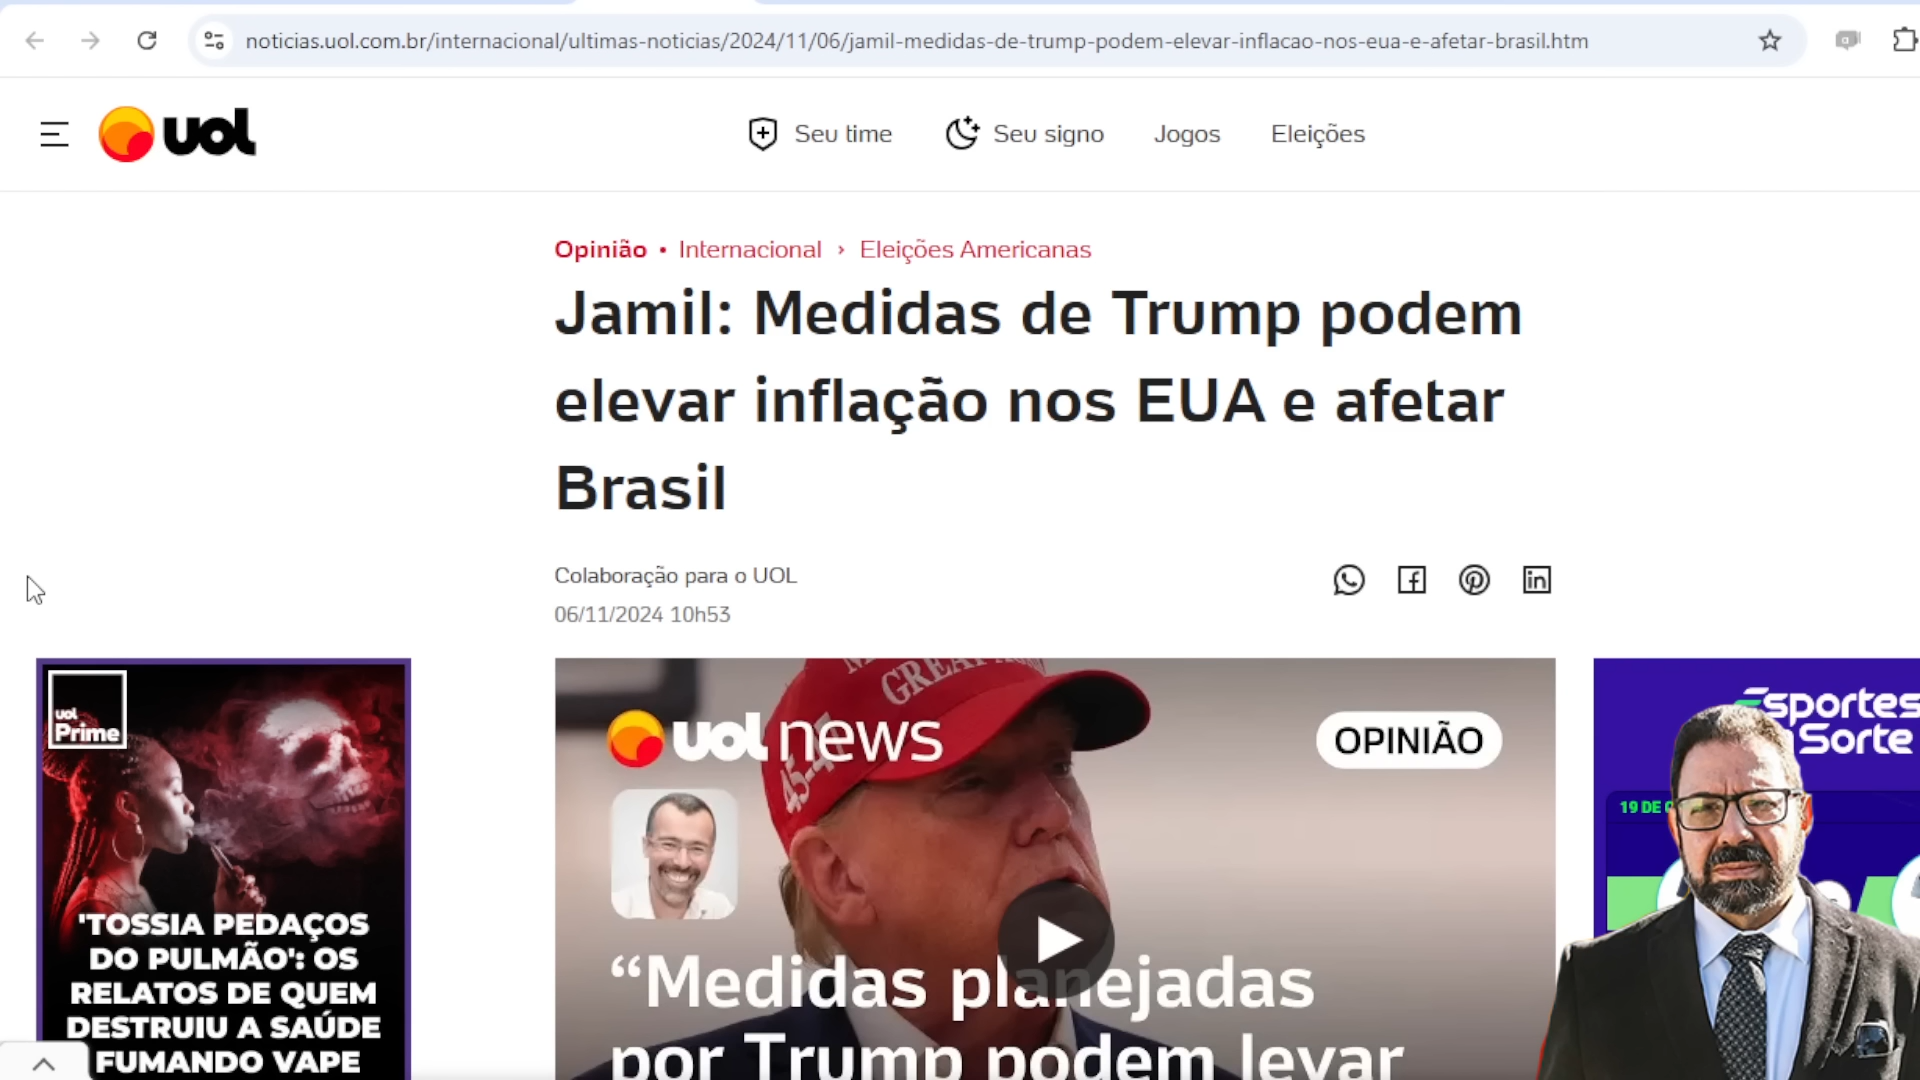 noticias.uol.com.br/internacional/ultimas-noticias/2024/11/06/jamil-medidas-de-trump-podem-elevar-inflacao-nos-eua-e-afetar-brasil.htm
uol
Seu time
Seu signo
Jogos
Eleições
Opinião • Internacional › Eleições Americanas
Jamil: Medidas de Trump podem
elevar inflação nos EUA e afetar
Brasil
Colaboração para o UOL
06/11/2024 10h53
uol
Prime
'TOSSIA PEDAÇOS
DO PULMÃO': OS
RELATOS DE QUEM
DESTRUIU A SAÚDE
FUMANDO VAPE
GREAT
45-47
uol news
OPINIÃO
“Medidas planejadas
por Trump podem levar
Esportes
Sorte
19 DE